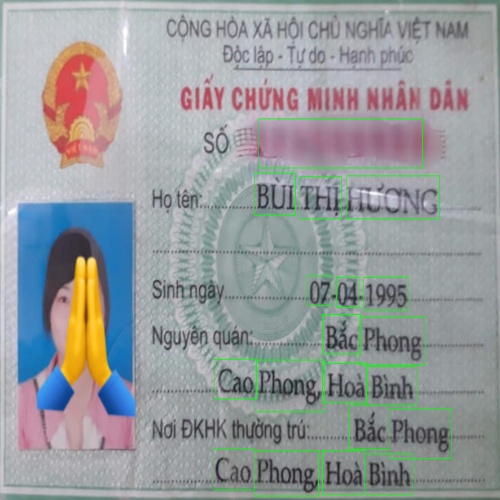 CỘNG HÒA XÃ HỘI CHỦ NGHĨA VIỆT NAM
Độc lập - Tự do - Hạnh phúc
GIẤY CHỨNG MINH NHÂN DÂN
SỐ
Họ tên: BÙI THỊ HƯƠNG
Sinh ngày 07-04-1995
Nguyên quán: Bắc Phong
Cao Phong, Hoà Bình
Nơi ĐKHK thường trú: Bắc Phong
Cao Phong, Hoà Bình